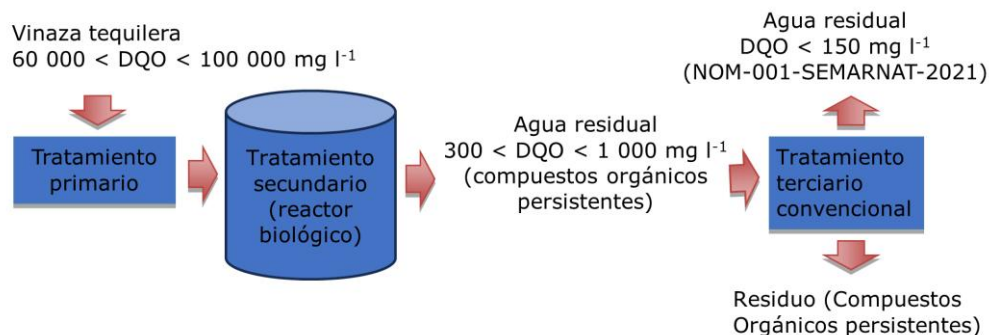 Vinaza tequilera
60 000 < DQO < 100 000 mg l-1
Tratamiento
primario
Tratamiento
secundario
(reactor
biológico)
Agua residual
300 < DQO < 1 000 mg l-1
(compuestos orgánicos
persistentes)
Agua residual
DQO < 150 mg l-1
(NOM-001-SEMARNAT-2021)
Tratamiento
terciario
convencional
Residuo (Compuestos
Orgánicos persistentes)